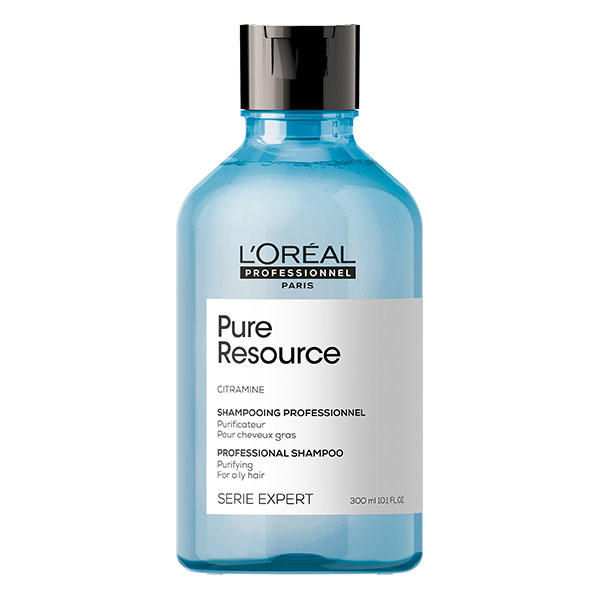 L'ORÉAL
PROFESSIONNEL
PARIS
Pure
Resource
CITRAMINE
SHAMPOOING PROFESSIONNEL
Purificateur
Pour cheveux gras
PROFESSIONAL SHAMPOO
Purifying
For oily hair
SERIE EXPERT 300 ml 10.1 FL.OZ.